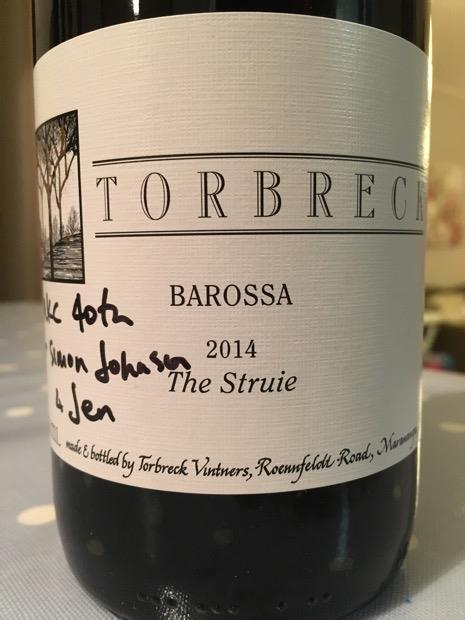 TORBRECK
BAROSSA
2014
The Struie
40th
Simon Johnson
& Jen
made & bottled by Torbreck Vintners, Roennfeldt Road,